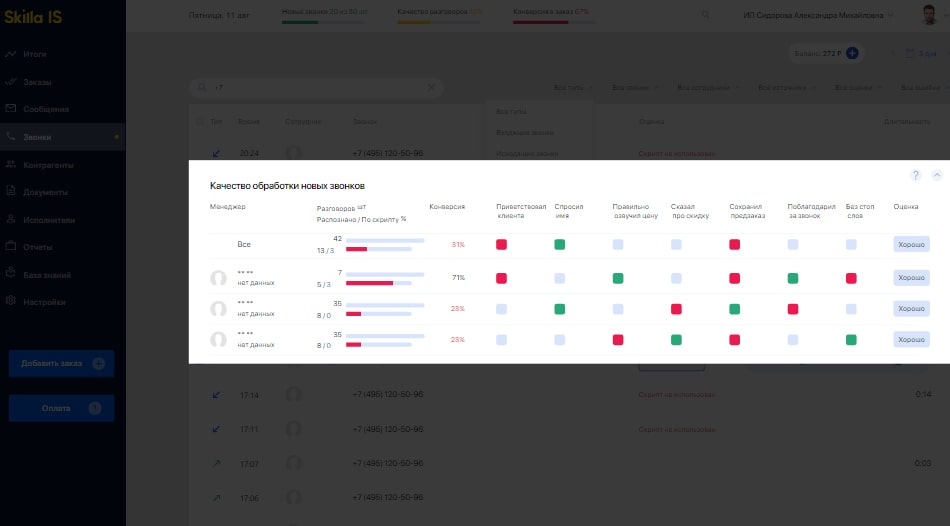 Skilla IS
Пятница, 11 авг
Новые звонки 20 из 30 шт
Качество разговоров 40%
Конверсия в заказ 67%
ИП Сидорова Александра Михайловна
Итоги
Заказы
Сообщения
Звонки
Контрагенты
Документы
Исполнители
Отчеты
База знаний
Настройки
Добавить заказ
Оплата
Баланс: 272 ₽
3 дня
+7
Все типы
Все звонки
Все сотрудники
Все источники
Все оценки
Все ошибки
Тип Время Сотрудник Звонок Оценка Длительность
Все типы
Входящие звонки
Исходящие звонки
20:24 +7 (495) 120-50-96 Скрипт не использован
?
Качество обработки новых звонков
Менеджер Разговоров шт Конверсия Приветствовал Спросил Правильно Сказал Сохранил Поблагодарил Без стоп Оценка
Распознано / По скрипту % клиента имя озвучил цену про скидку предзаказ за звонок слов
Все 42 13 / 3 31% Хорошо
** ** 7 71% Хорошо
нет данных 5 / 3
** ** 35 23% Хорошо
нет данных 8 / 0
** ** 35 23% Хорошо
нет данных 8 / 0
17:14 +7 (495) 120-50-96 Скрипт не использован 0:14
17:11 +7 (495) 120-50-96 Скрипт не использован
17:07 +7 (495) 120-50-96 0:03
17:06 +7 (495) 120-50-96